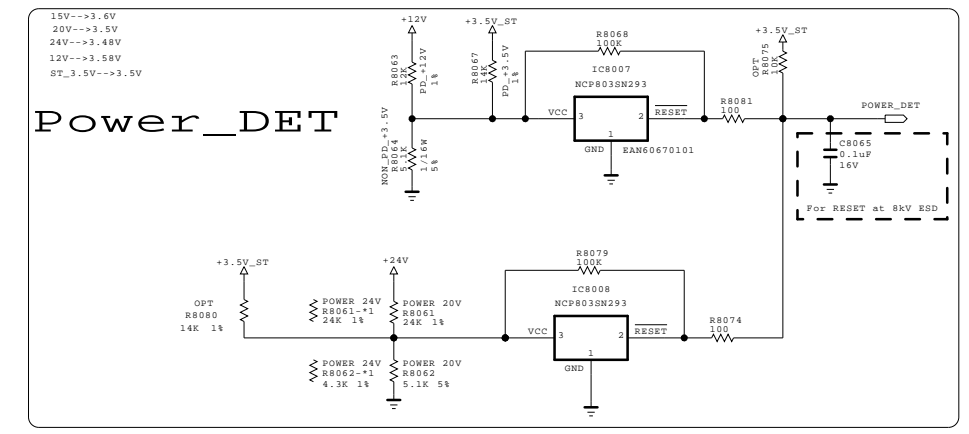 15V-->3.6V
20V-->3.5V
24V-->3.48V
12V-->3.58V
ST_3.5V-->3.5V
Power_DET
+12V
R8063
12K
PD_+12V
1%
+3.5V_ST
R8067
14K
PD_+3.5V
1%
R8068
100K
IC8007
NCP803SN293
VCC
3
2
RESET
1
GND
EAN60670101
R8081
100
+3.5V_ST
OPT
R8075
10K
POWER_DET
C8065
0.1uF
16V
For RESET at 8kV ESD
NON_PD_+3.5V
R8064
5.1K
1/16W
5%
+3.5V_ST
OPT
R8080
14K 1%
+24V
POWER 24V
R8061-*1
24K 1%
POWER 20V
R8061
24K 1%
POWER 24V
R8062-*1
4.3K 1%
POWER 20V
R8062
5.1K 5%
R8079
100K
IC8008
NCP803SN293
VCC
3
2
RESET
1
GND
R8074
100